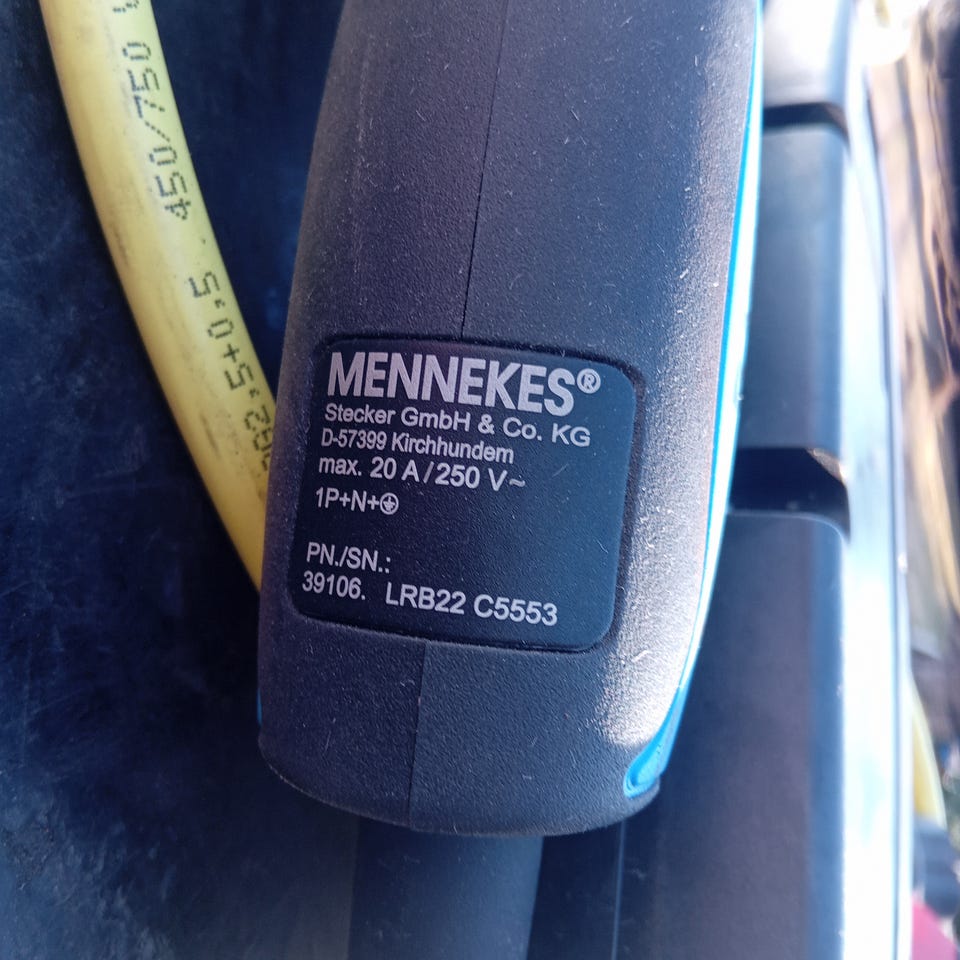 450/750 V
5+0,5
MENNEKES®
Stecker GmbH & Co. KG
D-57399 Kirchhundem
max. 20 A/250 V~
1P+N+⏚
PN./SN.:
39106. LRB22 C5553